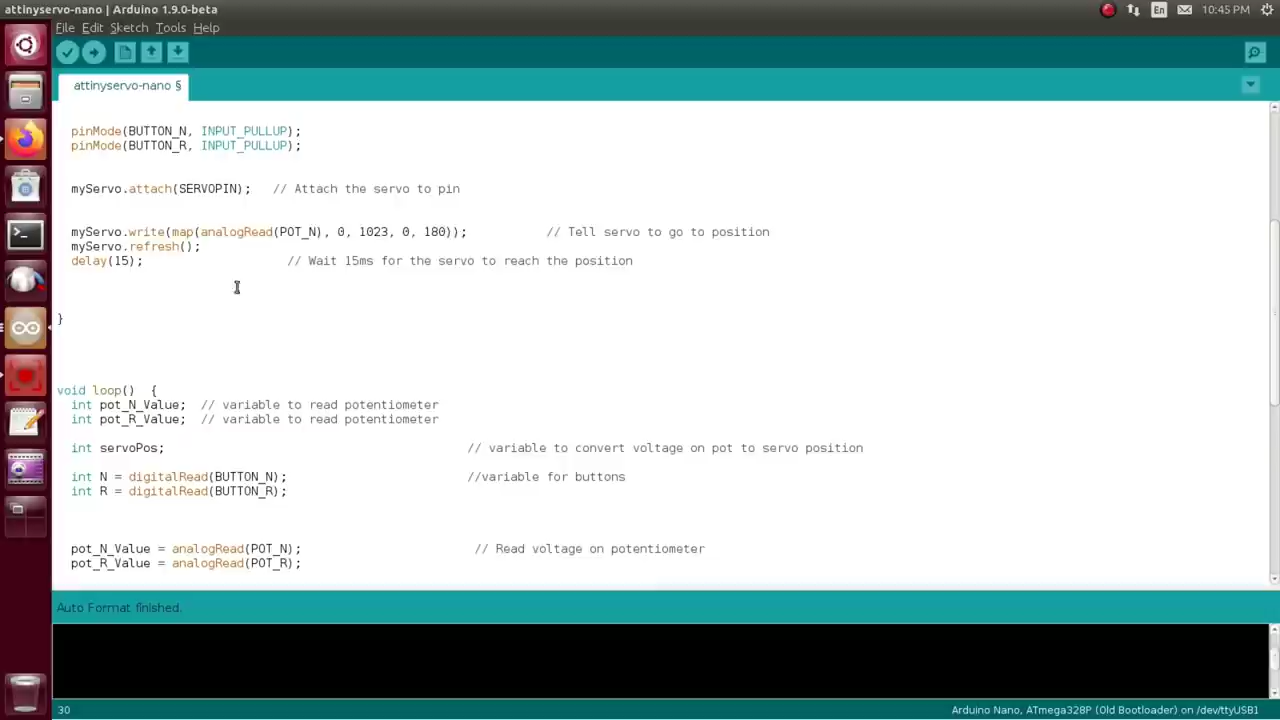 attinyservo-nano | Arduino 1.9.0-beta
En
10:45 PM
File Edit Sketch Tools Help
attinyservo-nano §
pinMode(BUTTON_N, INPUT_PULLUP);
pinMode(BUTTON_R, INPUT_PULLUP);
myServo.attach(SERVOPIN);   // Attach the servo to pin
myServo.write(map(analogRead(POT_N), 0, 1023, 0, 180));           // Tell servo to go to position
myServo.refresh();
delay(15);                    // Wait 15ms for the servo to reach the position
}
void loop()  {
int pot_N_Value;  // variable to read potentiometer
int pot_R_Value;  // variable to read potentiometer
int servoPos;                                          // variable to convert voltage on pot to servo position
int N = digitalRead(BUTTON_N);                         //variable for buttons
int R = digitalRead(BUTTON_R);
pot_N_Value = analogRead(POT_N);                        // Read voltage on potentiometer
pot_R_Value = analogRead(POT_R);
Auto Format finished.
30
Arduino Nano, ATmega328P (Old Bootloader) on /dev/ttyUSB1